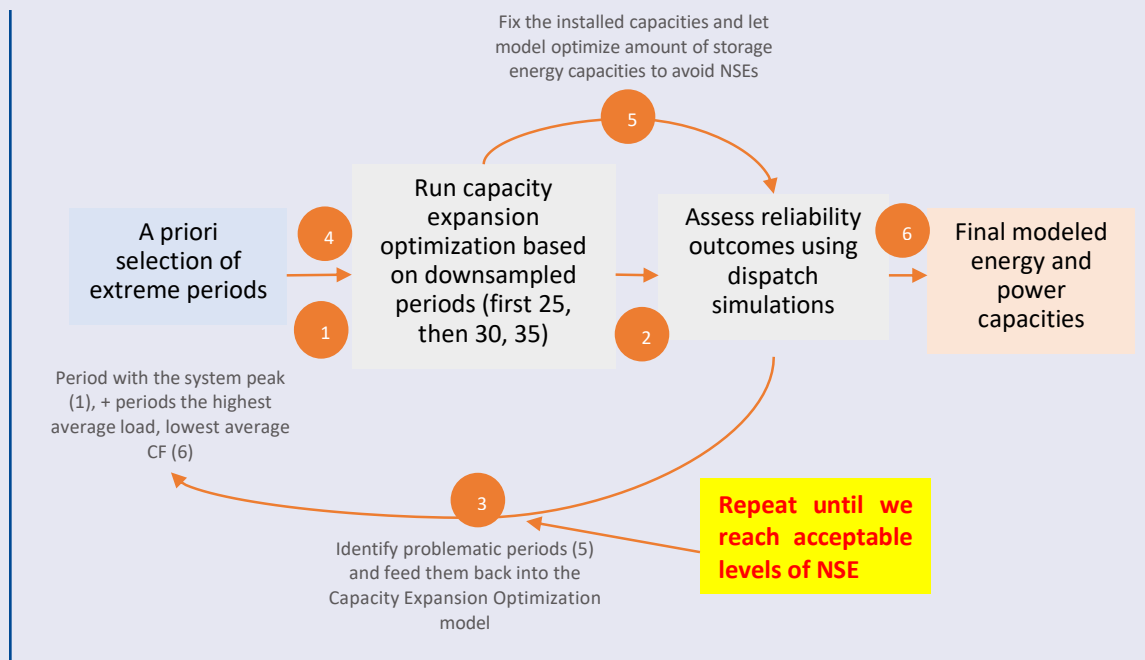 Fix the installed capacities and let
model optimize amount of storage
energy capacities to avoid NSEs
5
A priori
selection of
extreme periods
4
1
Run capacity
expansion
optimization based
on downsampled
periods (first 25,
then 30, 35)
2
Assess reliability
outcomes using
dispatch
simulations
6
Final modeled
energy and
power
capacities
Period with the system peak
(1), + periods the highest
average load, lowest average
CF (6)
3
Identify problematic periods (5)
and feed them back into the
Capacity Expansion Optimization
model
Repeat until we
reach acceptable
levels of NSE